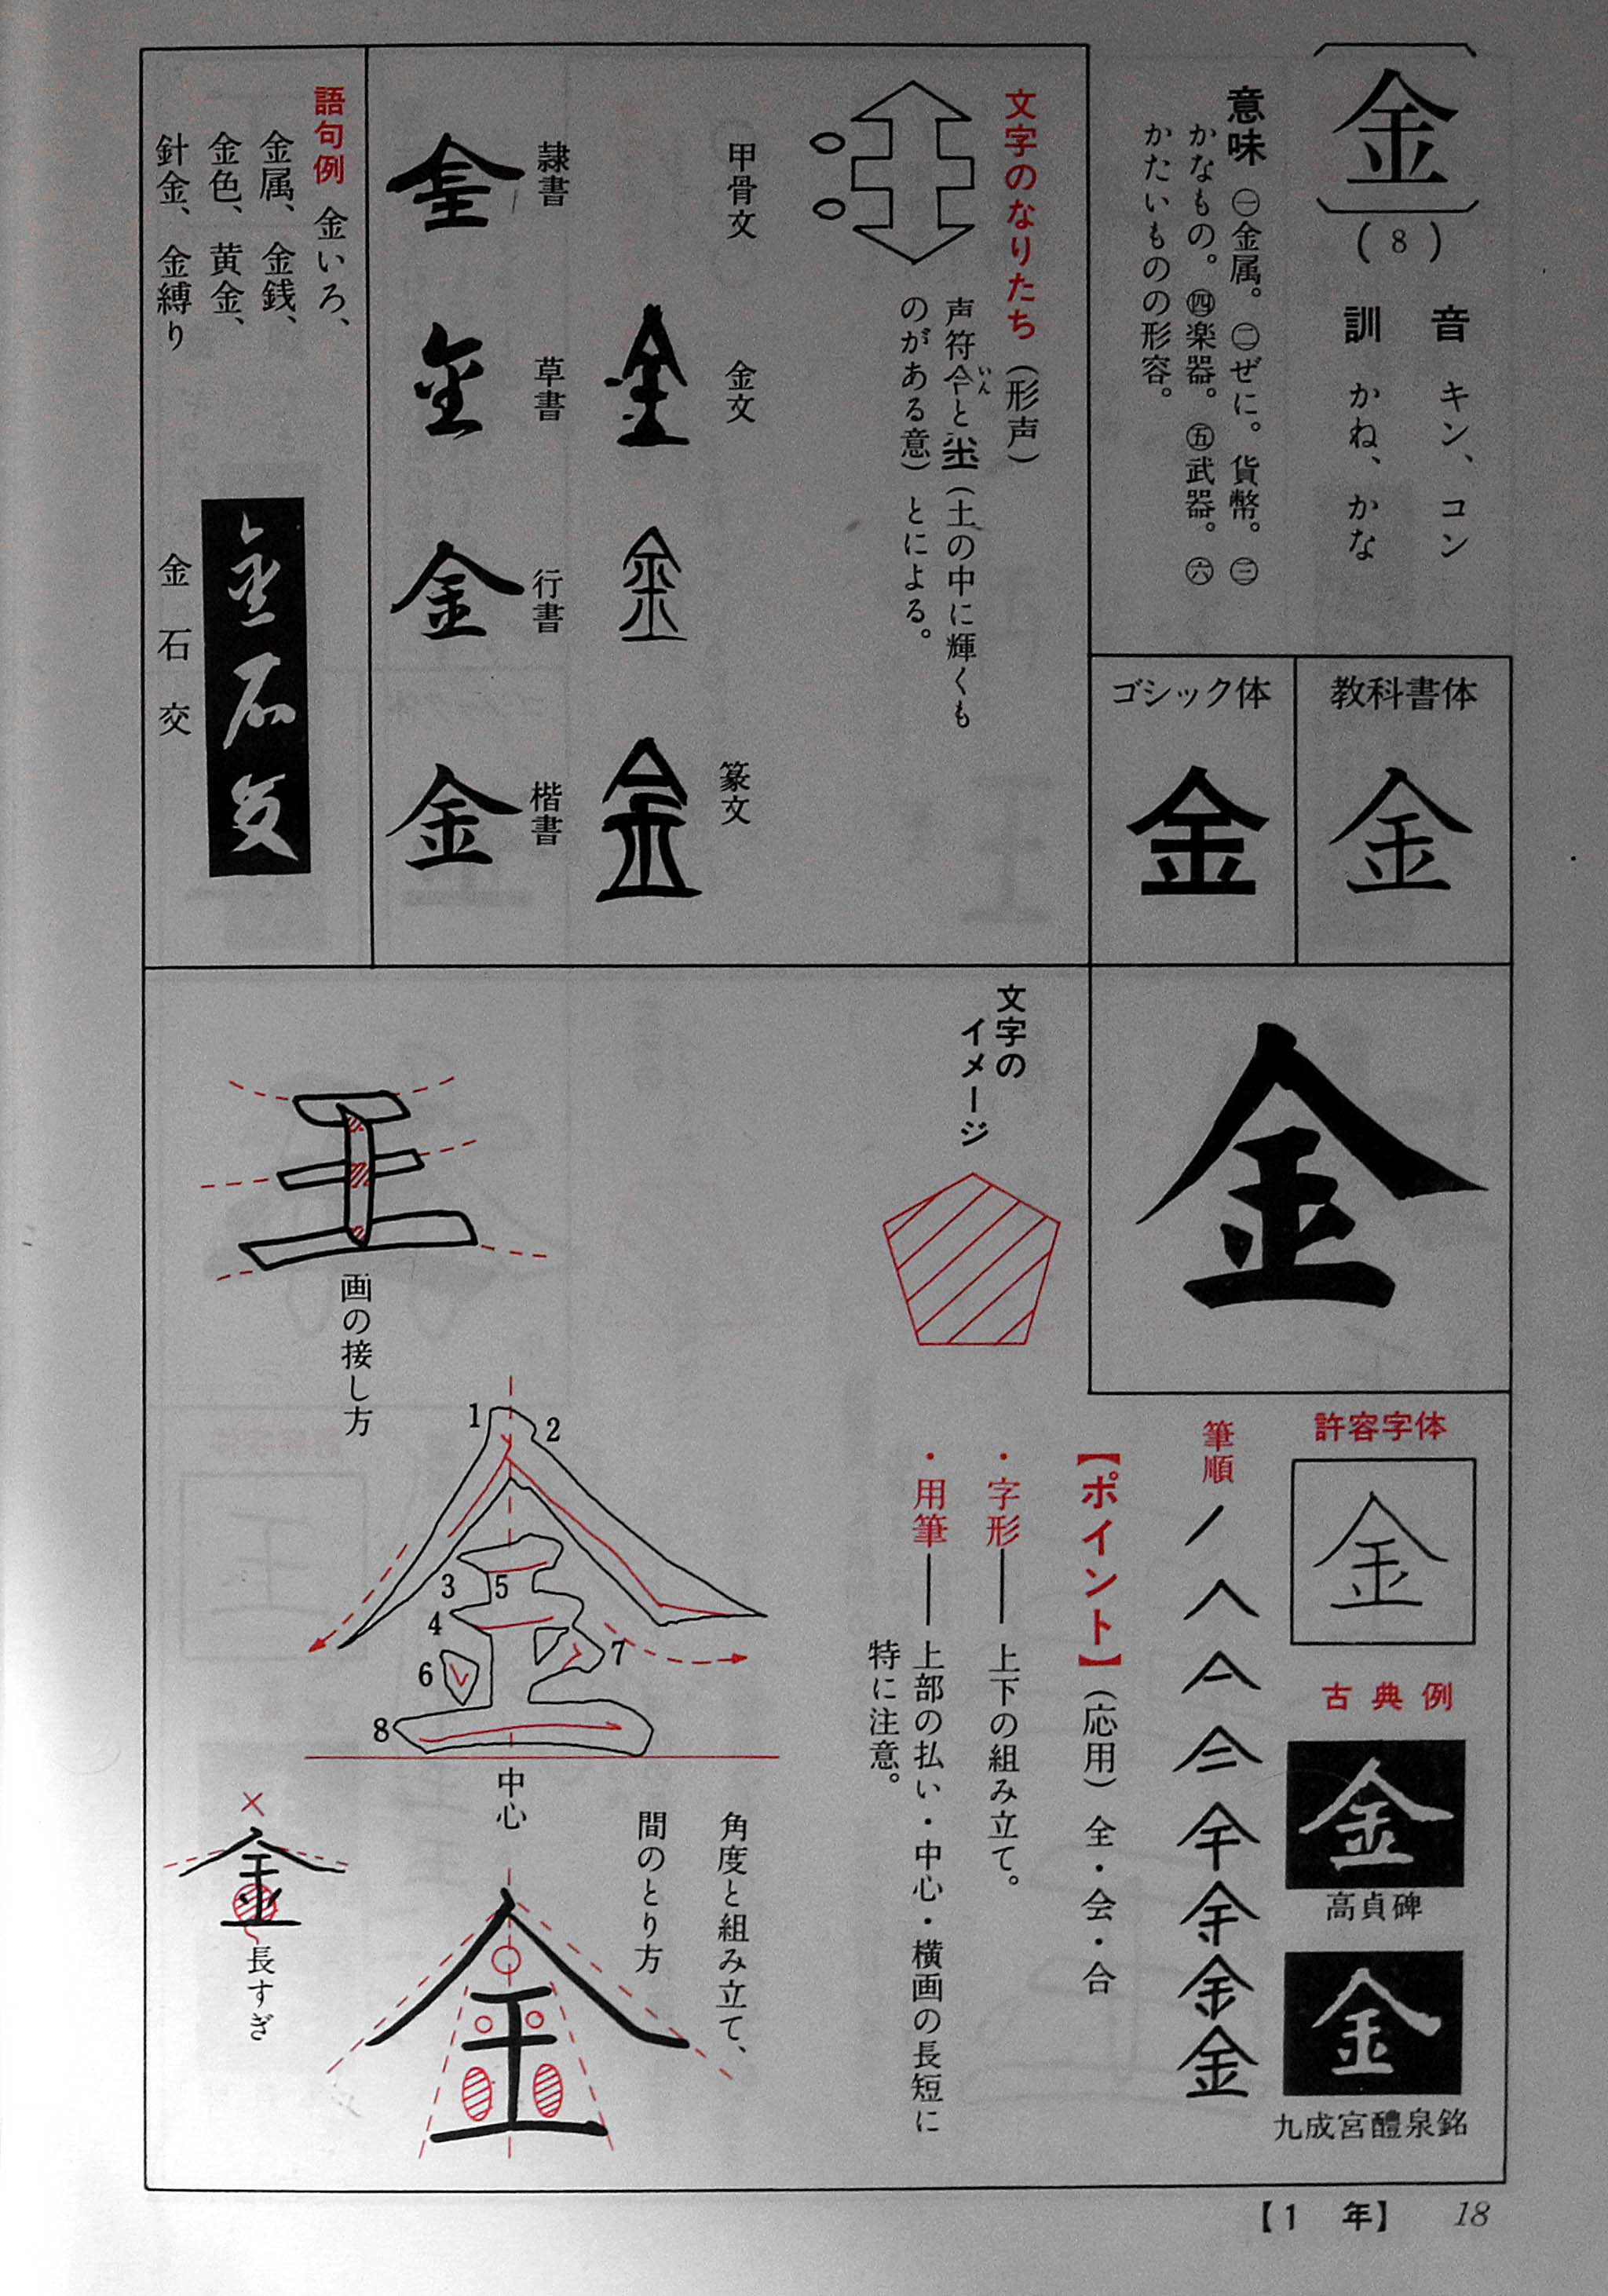 金
(8)
音 キン、コン
訓 かね、かな
意味 ㊀金属。㊁ぜに。貨幣。㊂
かなもの。㊃楽器。㊄武器。㊅
かたいものの形容。
教科書体
金
ゴシック体
金
文字のなりたち(形声)
いん
と (土の中に輝くも
のがある意)とによる。
甲骨文
金文
篆文
隷書
金
草書
金
行書
金
楷書
金
語句例 金いろ、
金属、金銭、
金色、黄金、
針金、金縛り
金石交
金石交
金
許容字体
金
古典例
金
高貞碑
金
九成宮醴泉銘
筆順
金
【ポイント】(応用) 全・会・合
・字形——上下の組み立て。
・用筆——上部の払い・中心・横画の長短に
特に注意。
文字の
イメージ
画の接し方
1
2
3
5
4
6
7
8
中心
角度と組み立て、
間のとり方
金
×
金
長すぎ
【1 年】 18